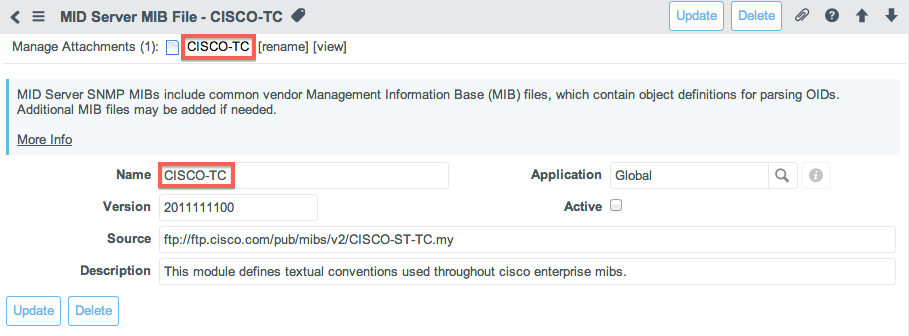 MID Server MIB File - CISCO-TC Update Delete
Manage Attachments (1): CISCO-TC [rename] [view]
MID Server SNMP MIBs include common vendor Management Information Base (MIB) files, which contain object definitions for parsing OIDs.
Additional MIB files may be added if needed.
More Info
Name CISCO-TC Application Global
Version 2011111100 Active
Source ftp://ftp.cisco.com/pub/mibs/v2/CISCO-ST-TC.my
Description This module defines textual conventions used throughout cisco enterprise mibs.
Update Delete